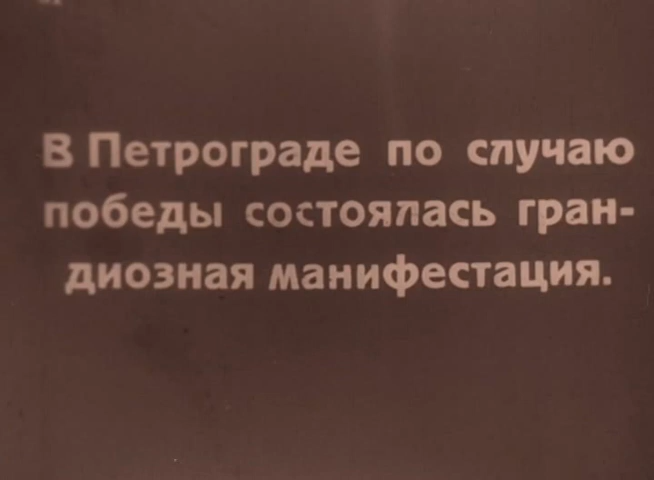 В Петрограде по случаю
победы состоялась гран-
диозная манифестация.